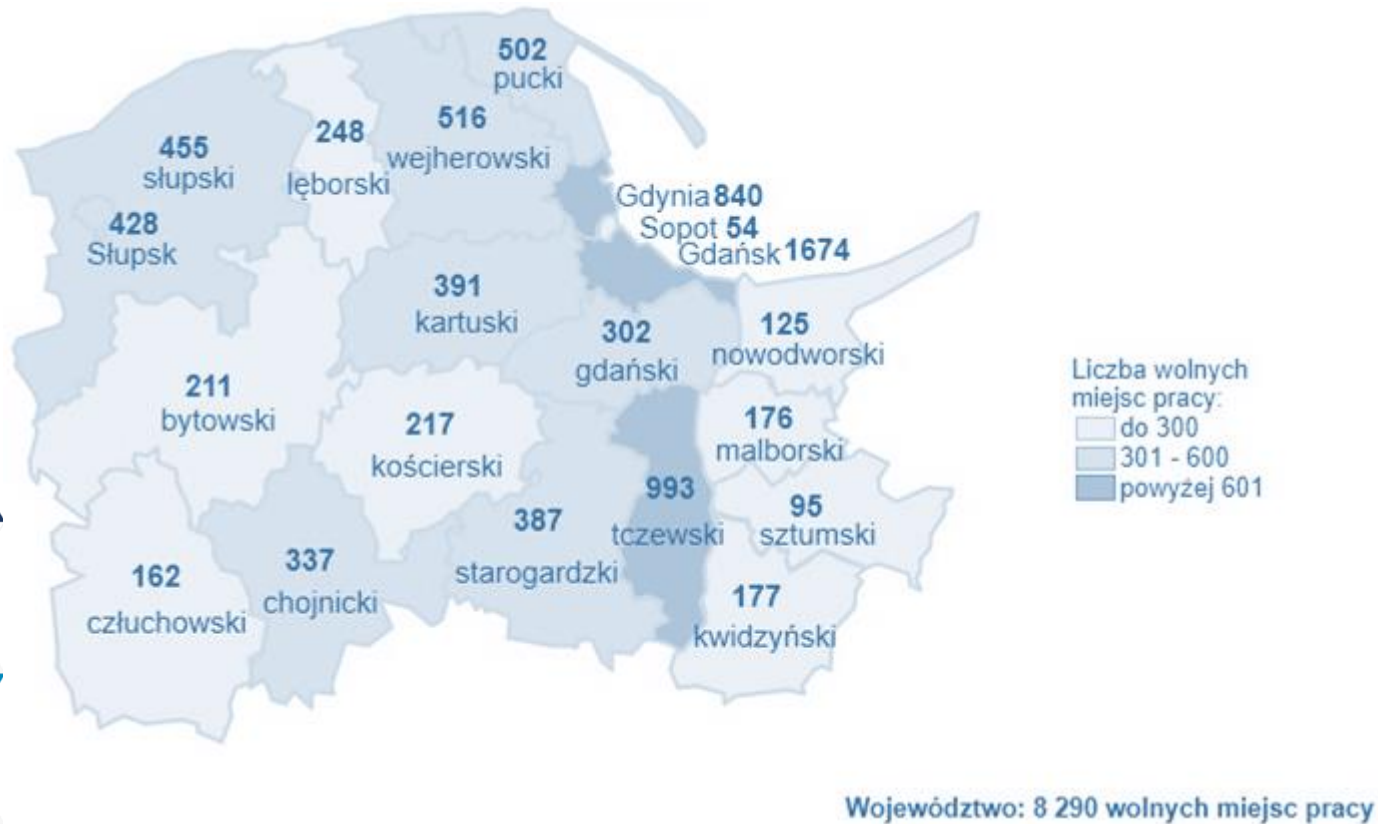 502
pucki
516
wejherowski
248
lęborski
455
słupski
428
Słupsk
Gdynia 840
Sopot 54
Gdańsk 1674
391
kartuski
302
gdański
125
nowodworski
211
bytowski
217
kościerski
176
malborski
993
tczewski
95
sztumski
387
starogardzki
337
chojnicki
162
człuchowski
177
kwidzyński
Liczba wolnych
miejsc pracy:
do 300
301 - 600
powyżej 601
Województwo: 8 290 wolnych miejsc pracy